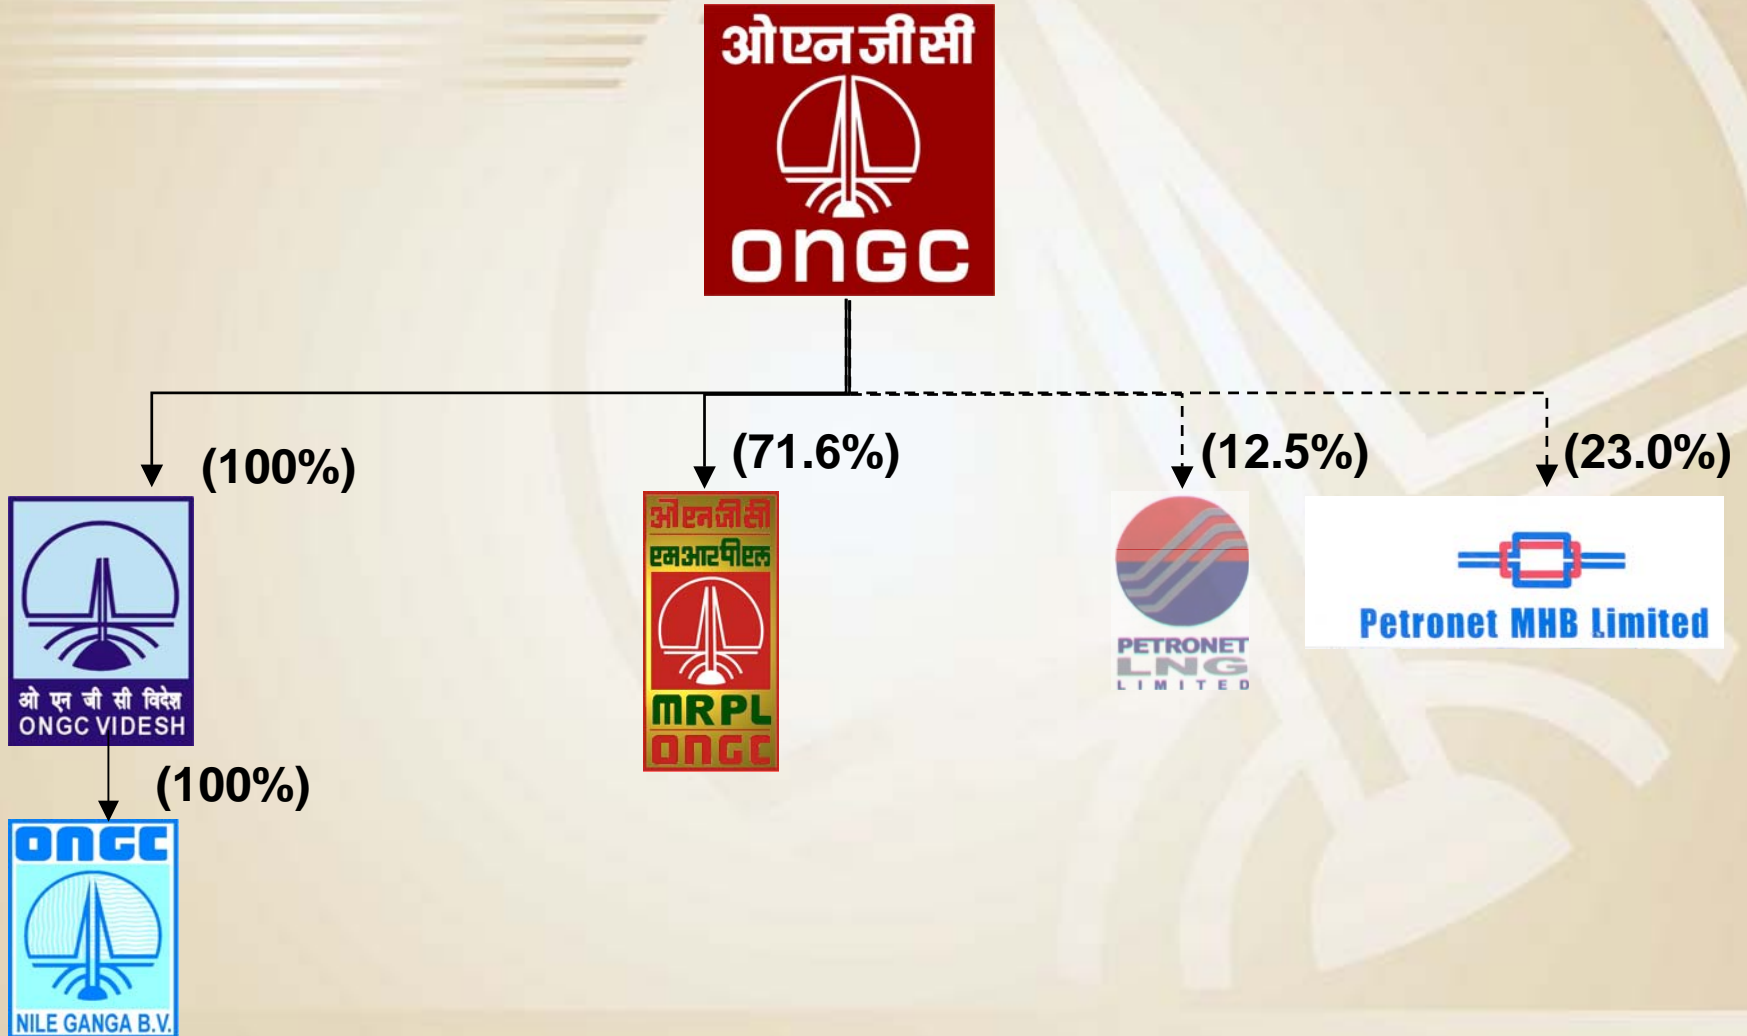 ओएनजीसी
ONGC
(100%)
(71.6%)
(12.5%)
(23.0%)
ओ एन जी सी विदेश
ONGC VIDESH
ओएनजीसी
एमआरपीएल
MRPL
ONGC
PETRONET
LNG
LIMITED
Petronet MHB Limited
(100%)
ONGC
NILE GANGA B.V.